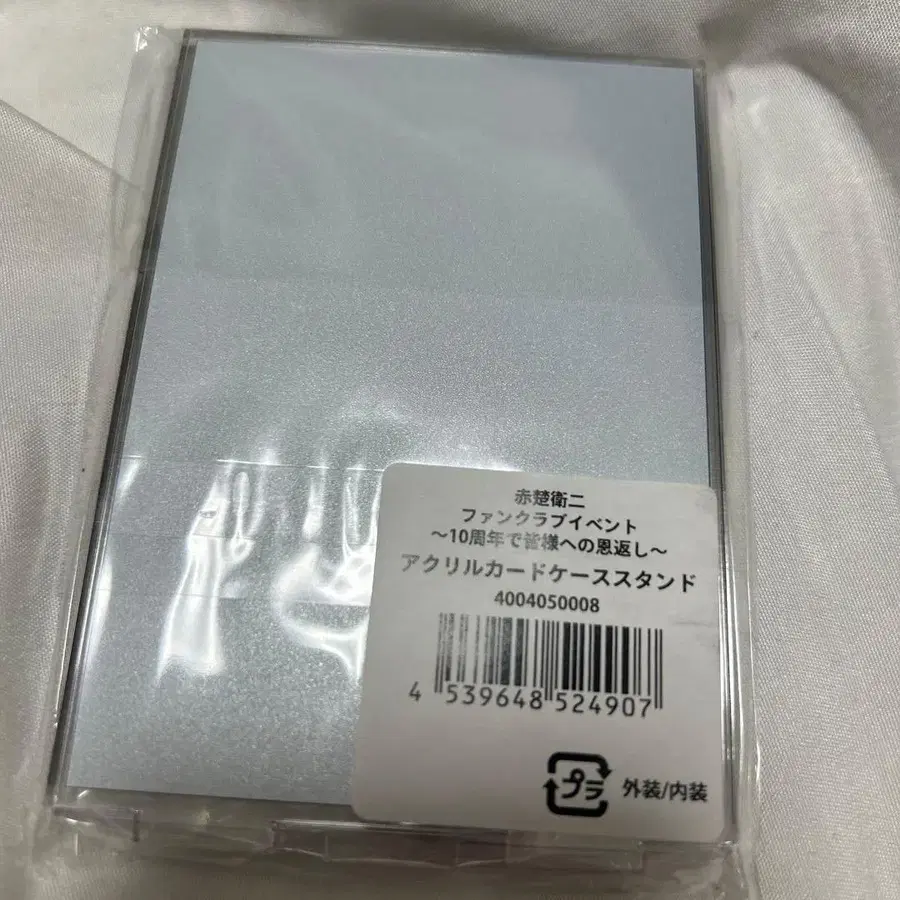 赤楚衛二
ファンクラブイベント
～10周年で皆様への恩返し～
アクリルカードケーススタンド
4004050008
4 539648 524907
プラ 外装/内装